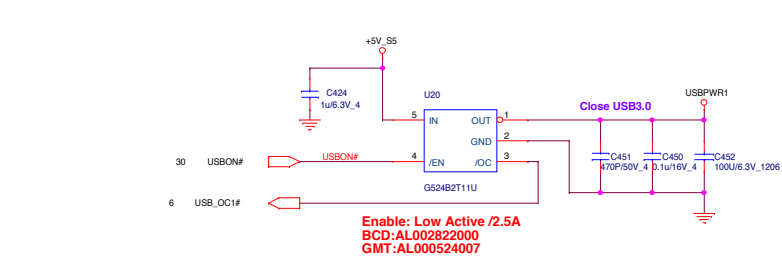 +5V_S5
C424
1u/6.3V_4
U20
5 IN OUT 1
GND 2
4 /EN /OC 3
G524B2T11U
Close USB3.0
USBPWR1
C451
470P/50V_4
C450
0.1u/16V_4
C452
100U/6.3V_1206
30 USBON# USBON#
6 USB_OC1#
Enable: Low Active /2.5A
BCD:AL002822000
GMT:AL000524007